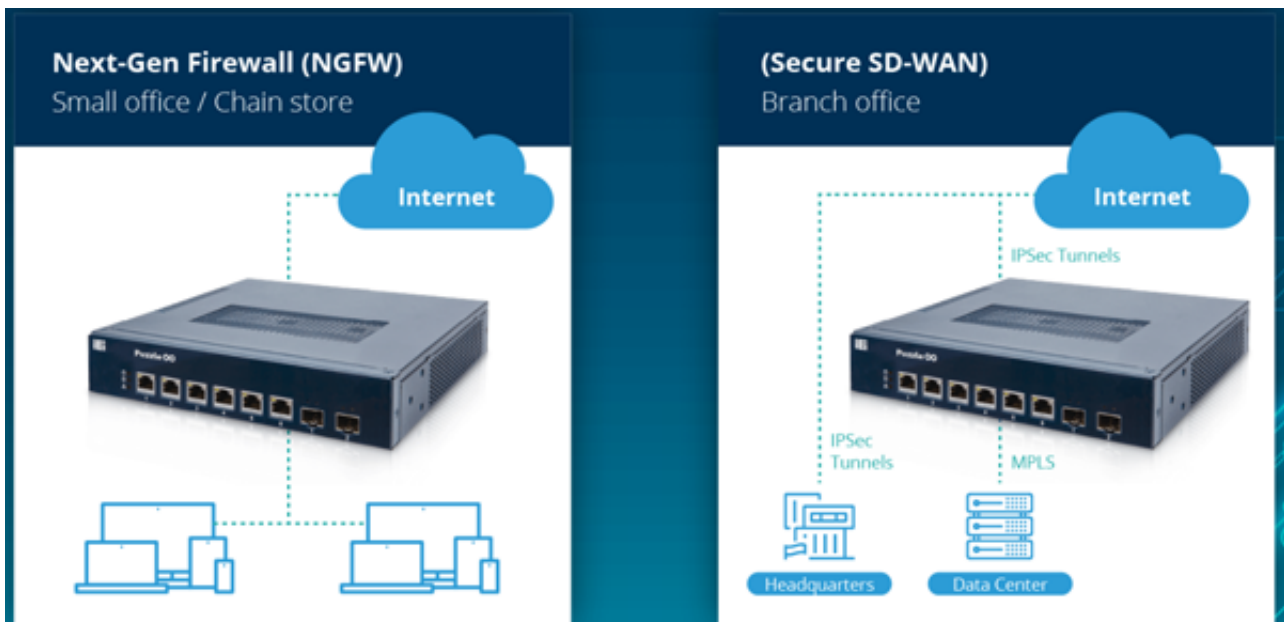 Next-Gen Firewall (NGFW)
Small office / Chain store
Internet
(Secure SD-WAN)
Branch office
Internet
IPSec Tunnels
IPSec
Tunnels
MPLS
Headquarters
Data Center